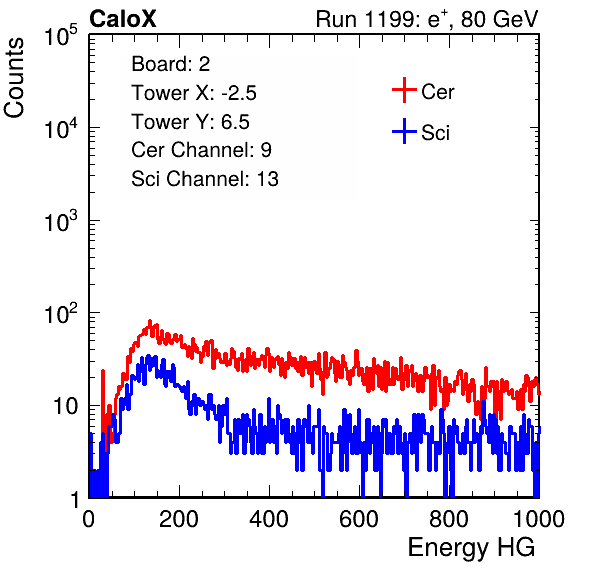 CaloX Run 1199: e⁺, 80 GeV
Counts
10⁵
10⁴
10³
10²
10
1
Board: 2
Tower X: -2.5
Tower Y: 6.5
Cer Channel: 9
Sci Channel: 13
Cer
Sci
0 200 400 600 800 1000
Energy HG